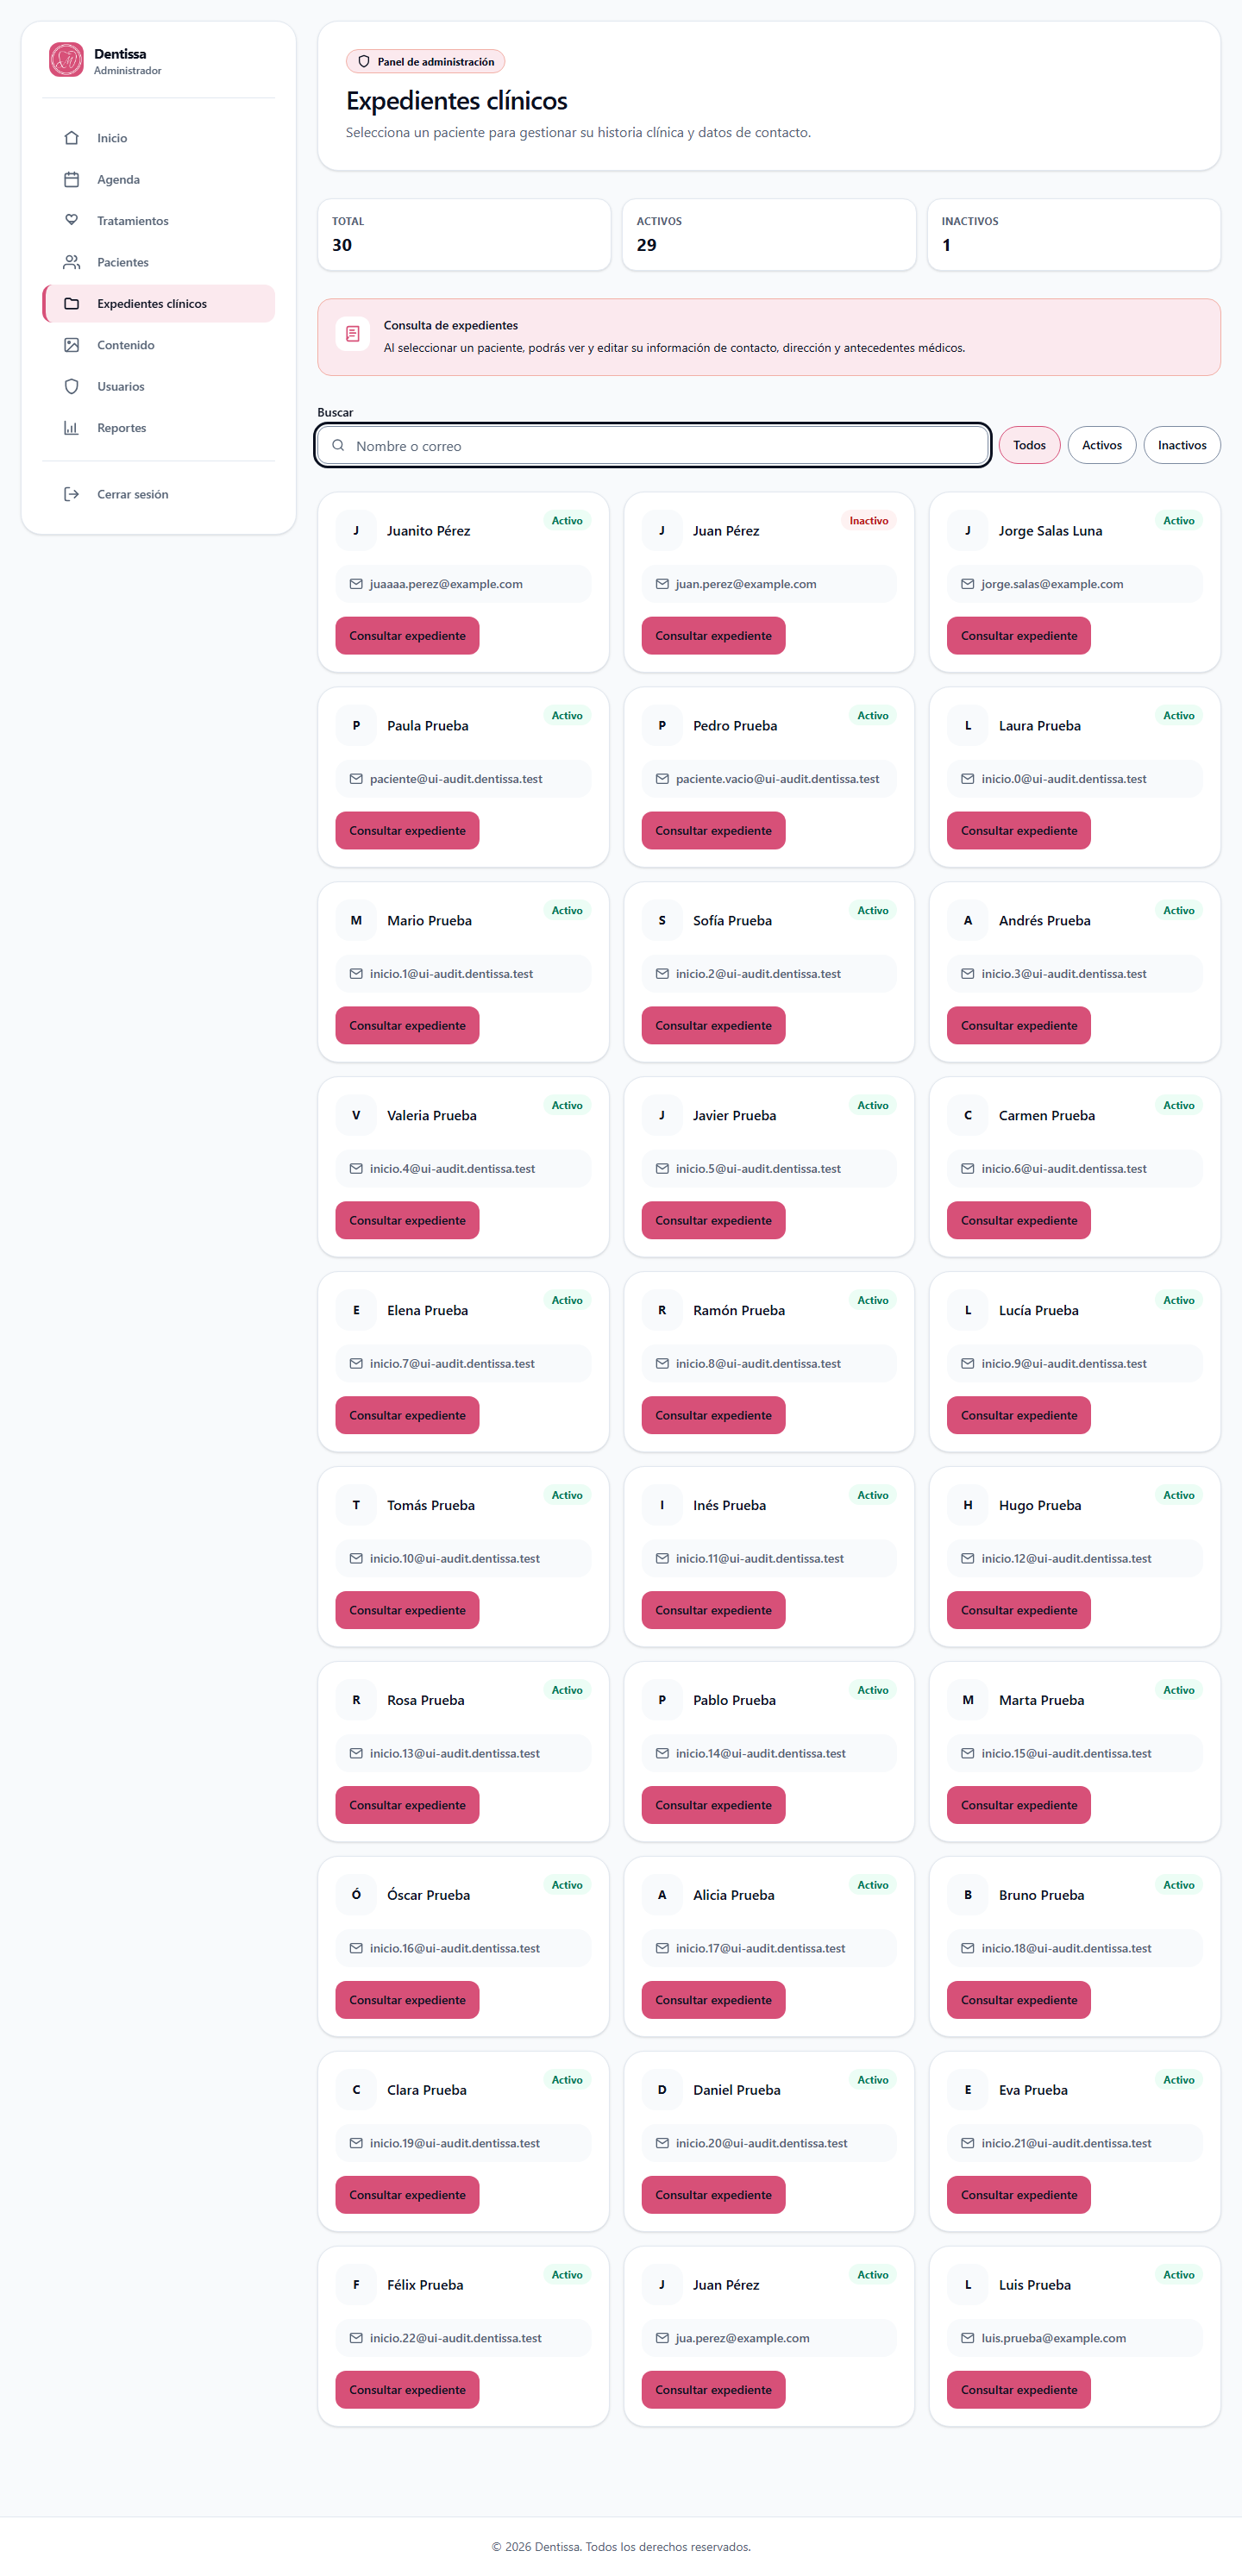 Dentissa
Administrador
Inicio
Agenda
Tratamientos
Pacientes
Expedientes clínicos
Contenido
Usuarios
Reportes
Cerrar sesión
Panel de administración
Expedientes clínicos
Selecciona un paciente para gestionar su historia clínica y datos de contacto.
TOTAL
30
ACTIVOS
29
INACTIVOS
1
Consulta de expedientes
Al seleccionar un paciente, podrás ver y editar su información de contacto, dirección y antecedentes médicos.
Buscar
Nombre o correo
Todos
Activos
Inactivos
J
Juanito Pérez
Activo
juaaaa.perez@example.com
Consultar expediente
J
Juan Pérez
Inactivo
juan.perez@example.com
Consultar expediente
J
Jorge Salas Luna
Activo
jorge.salas@example.com
Consultar expediente
P
Paula Prueba
Activo
paciente@ui-audit.dentissa.test
Consultar expediente
P
Pedro Prueba
Activo
paciente.vacio@ui-audit.dentissa.test
Consultar expediente
L
Laura Prueba
Activo
inicio.0@ui-audit.dentissa.test
Consultar expediente
M
Mario Prueba
Activo
inicio.1@ui-audit.dentissa.test
Consultar expediente
S
Sofía Prueba
Activo
inicio.2@ui-audit.dentissa.test
Consultar expediente
A
Andrés Prueba
Activo
inicio.3@ui-audit.dentissa.test
Consultar expediente
V
Valeria Prueba
Activo
inicio.4@ui-audit.dentissa.test
Consultar expediente
J
Javier Prueba
Activo
inicio.5@ui-audit.dentissa.test
Consultar expediente
C
Carmen Prueba
Activo
inicio.6@ui-audit.dentissa.test
Consultar expediente
E
Elena Prueba
Activo
inicio.7@ui-audit.dentissa.test
Consultar expediente
R
Ramón Prueba
Activo
inicio.8@ui-audit.dentissa.test
Consultar expediente
L
Lucía Prueba
Activo
inicio.9@ui-audit.dentissa.test
Consultar expediente
T
Tomás Prueba
Activo
inicio.10@ui-audit.dentissa.test
Consultar expediente
I
Inés Prueba
Activo
inicio.11@ui-audit.dentissa.test
Consultar expediente
H
Hugo Prueba
Activo
inicio.12@ui-audit.dentissa.test
Consultar expediente
R
Rosa Prueba
Activo
inicio.13@ui-audit.dentissa.test
Consultar expediente
P
Pablo Prueba
Activo
inicio.14@ui-audit.dentissa.test
Consultar expediente
M
Marta Prueba
Activo
inicio.15@ui-audit.dentissa.test
Consultar expediente
Ó
Óscar Prueba
Activo
inicio.16@ui-audit.dentissa.test
Consultar expediente
A
Alicia Prueba
Activo
inicio.17@ui-audit.dentissa.test
Consultar expediente
B
Bruno Prueba
Activo
inicio.18@ui-audit.dentissa.test
Consultar expediente
C
Clara Prueba
Activo
inicio.19@ui-audit.dentissa.test
Consultar expediente
D
Daniel Prueba
Activo
inicio.20@ui-audit.dentissa.test
Consultar expediente
E
Eva Prueba
Activo
inicio.21@ui-audit.dentissa.test
Consultar expediente
F
Félix Prueba
Activo
inicio.22@ui-audit.dentissa.test
Consultar expediente
J
Juan Pérez
Activo
jua.perez@example.com
Consultar expediente
L
Luis Prueba
Activo
luis.prueba@example.com
Consultar expediente
© 2026 Dentissa. Todos los derechos reservados.